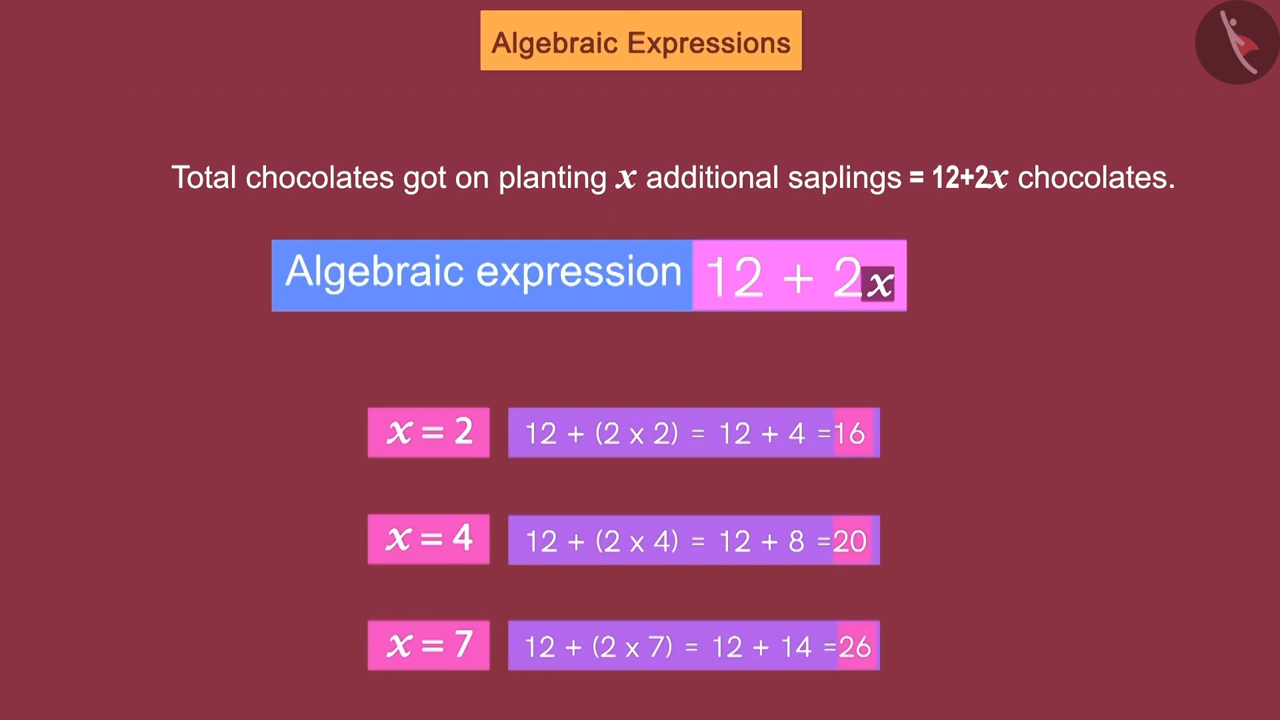 Algebraic Expressions
Total chocolates got on planting x additional saplings = 12+2x chocolates.
Algebraic expression 12 + 2x
x = 2 12 + (2 x 2) = 12 + 4 =16
x = 4 12 + (2 x 4) = 12 + 8 =20
x = 7 12 + (2 x 7) = 12 + 14 =26